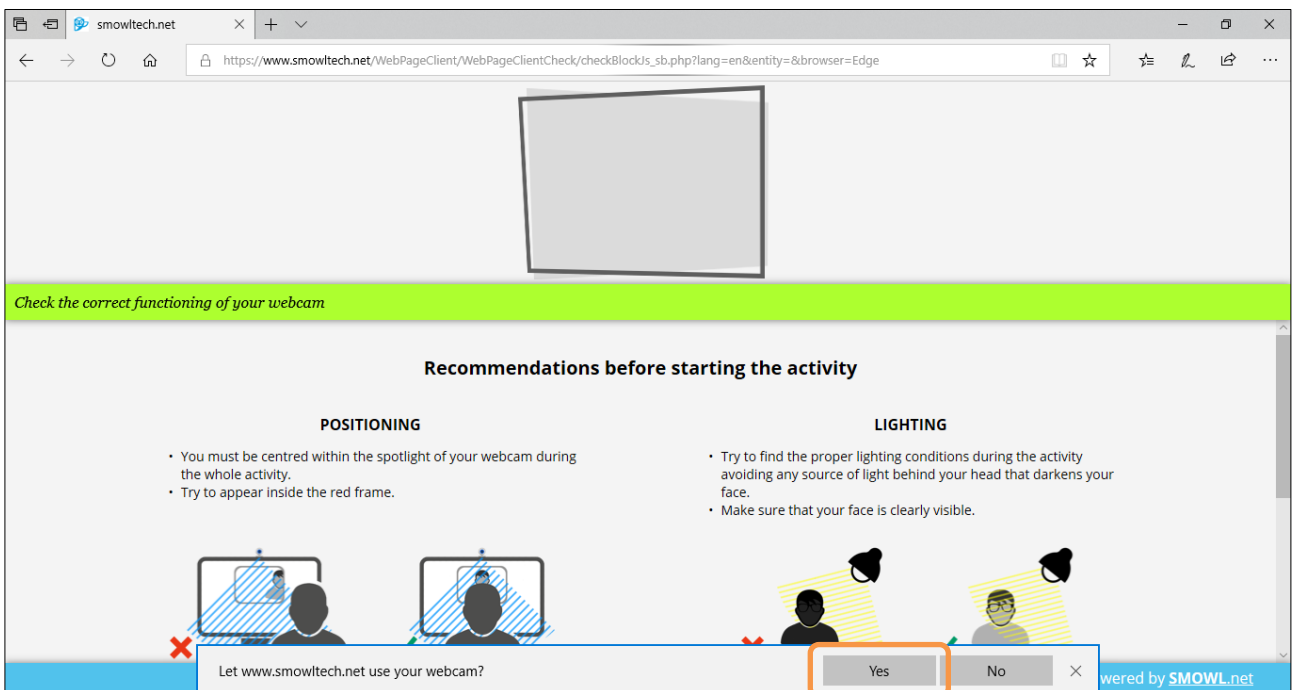 smowltech.net
https://www.smowltech.net/WebPageClient/WebPageClientCheck/checkBlockJs_sb.php?lang=en&entity=&browser=Edge
Check the correct functioning of your webcam
Recommendations before starting the activity
POSITIONING
• You must be centred within the spotlight of your webcam during
the whole activity.
• Try to appear inside the red frame.
LIGHTING
• Try to find the proper lighting conditions during the activity
avoiding any source of light behind your head that darkens your
face.
• Make sure that your face is clearly visible.
Let www.smowltech.net use your webcam?
Yes
No
wered by SMOWL.net